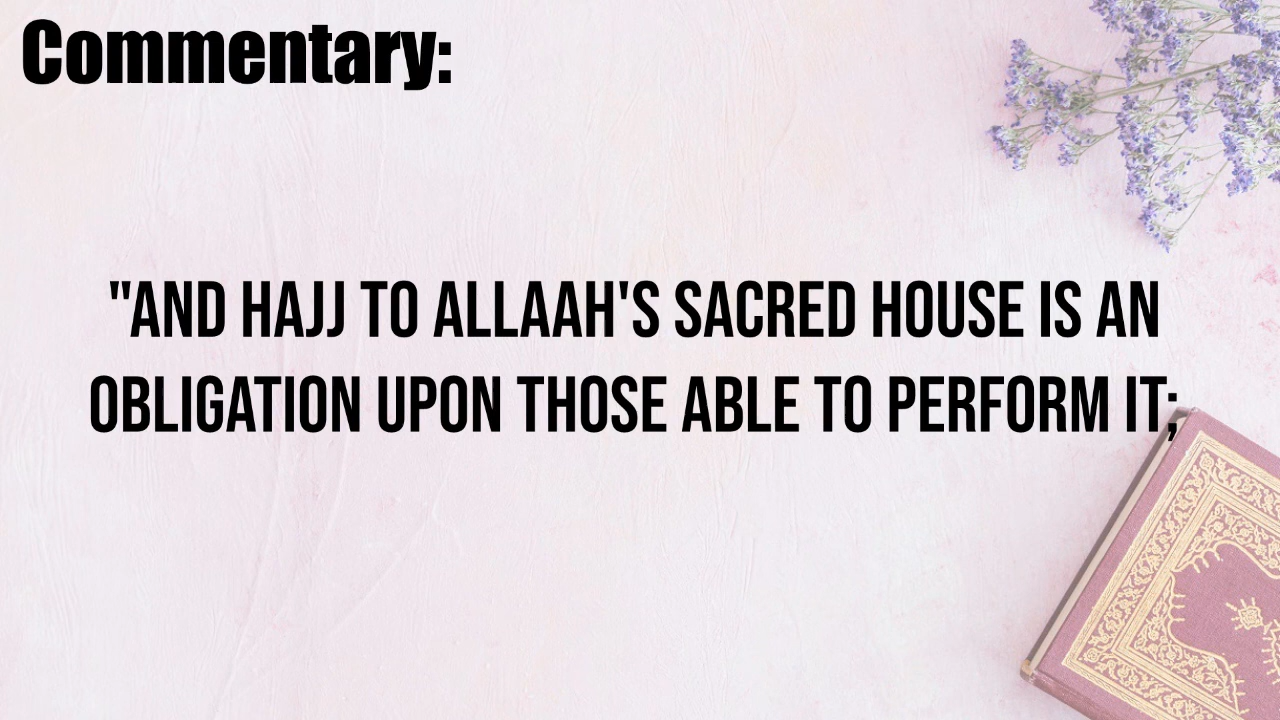 Commentary:
"AND HAJJ TO ALLAAH'S SACRED HOUSE IS AN
OBLIGATION UPON THOSE ABLE TO PERFORM IT;